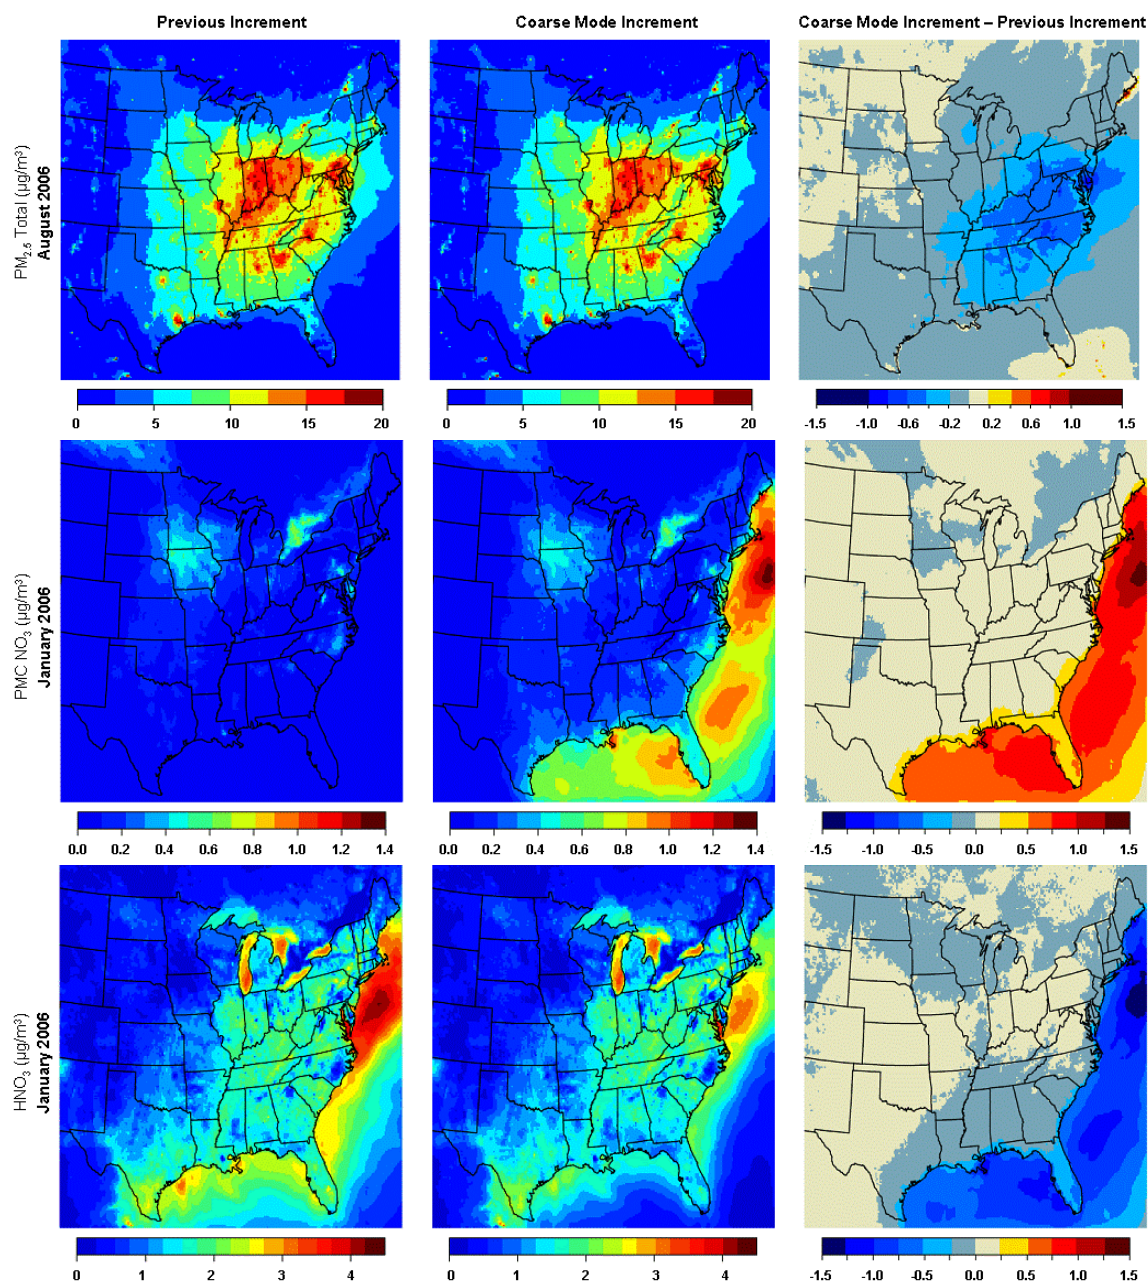 Previous Increment
Coarse Mode Increment
Coarse Mode Increment – Previous Increment
PM2.5 Total (µg/m³)
August 2006
0 5 10 15 20
0 5 10 15 20
-1.5 -1.0 -0.6 -0.2 0.2 0.6 1.0 1.5
PMC NO3 (µg/m³)
January 2006
0.0 0.2 0.4 0.6 0.8 1.0 1.2 1.4
0.0 0.2 0.4 0.6 0.8 1.0 1.2 1.4
-1.5 -1.0 -0.5 0.0 0.5 1.0 1.5
HNO3 (µg/m³)
January 2006
0 1 2 3 4
0 1 2 3 4
-1.5 -1.0 -0.5 0.0 0.5 1.0 1.5